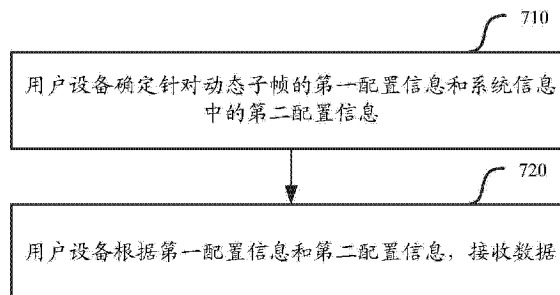 710
用户设备确定针对动态子帧的第一配置信息和系统信息
中的第二配置信息
720
用户设备根据第一配置信息和第二配置信息，接收数据